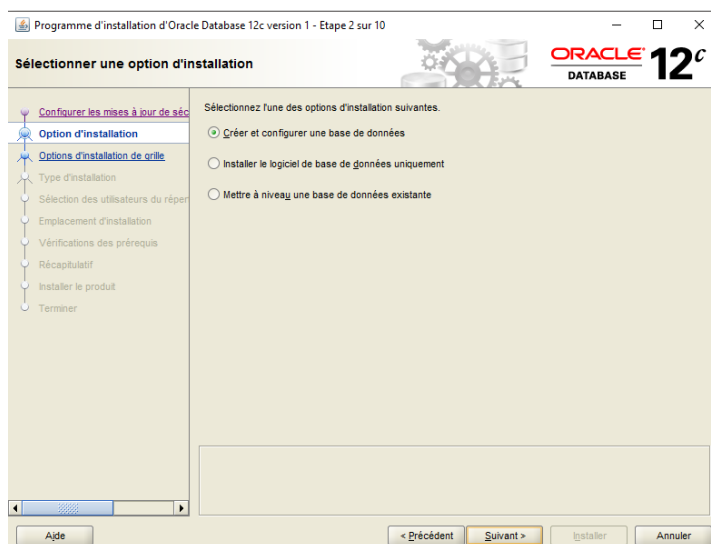 Programme d'installation d'Oracle Database 12c version 1 - Etape 2 sur 10
Sélectionner une option d'installation
ORACLE
DATABASE
12c
Configurer les mises à jour de séc
Option d'installation
Options d'installation de grille
Type d'installation
Sélection des utilisateurs du réper
Emplacement d'installation
Vérifications des prérequis
Récapitulatif
Installer le produit
Terminer
Sélectionnez l'une des options d'installation suivantes.
Créer et configurer une base de données
Installer le logiciel de base de données uniquement
Mettre à niveau une base de données existante
Aide
< Précédent
Suivant >
Installer
Annuler